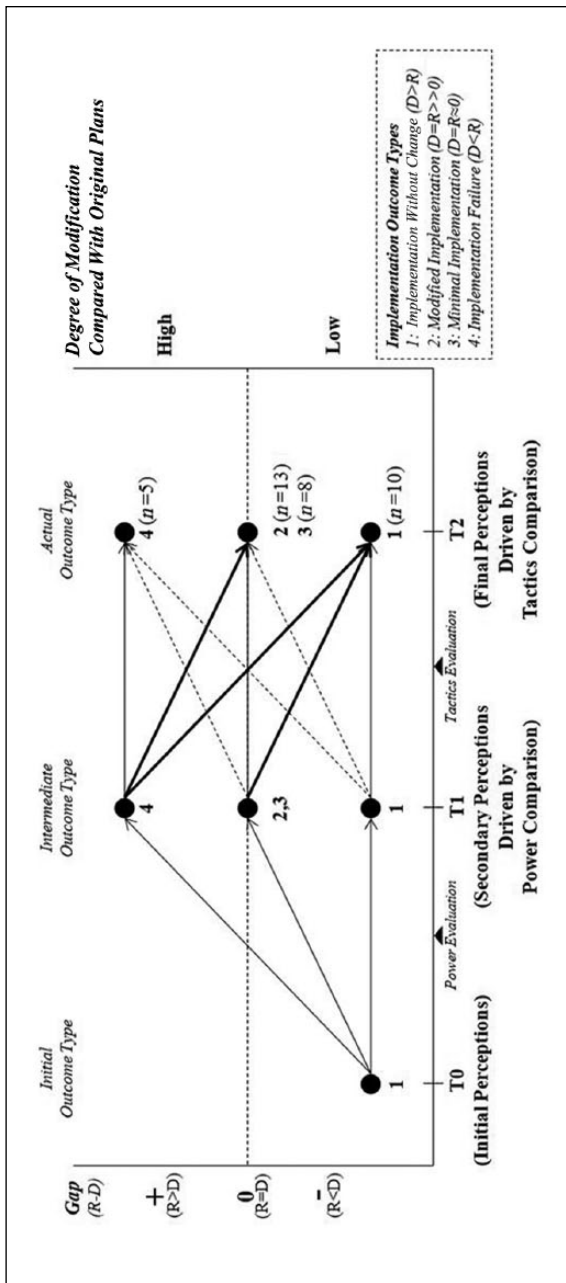 Gap
(R-D)
+
(R>D)
0
(R=D)
-
(R<D)
Initial
Outcome Type
Intermediate
Outcome Type
Actual
Outcome Type
Degree of Modification
Compared With Original Plans
High
Low
1
4
2,3
1
4 (n=5)
2 (n=13)
3 (n=8)
1 (n=10)
Power Evaluation
Tactics Evaluation
T0
(Initial Perceptions)
T1
(Secondary Perceptions
Driven by
Power Comparison)
T2
(Final Perceptions
Driven by
Tactics Comparison)
Implementation Outcome Types
1: Implementation Without Change (D>R)
2: Modified Implementation (D=R>>0)
3: Minimal Implementation (D=R≈0)
4: Implementation Failure (D<R)